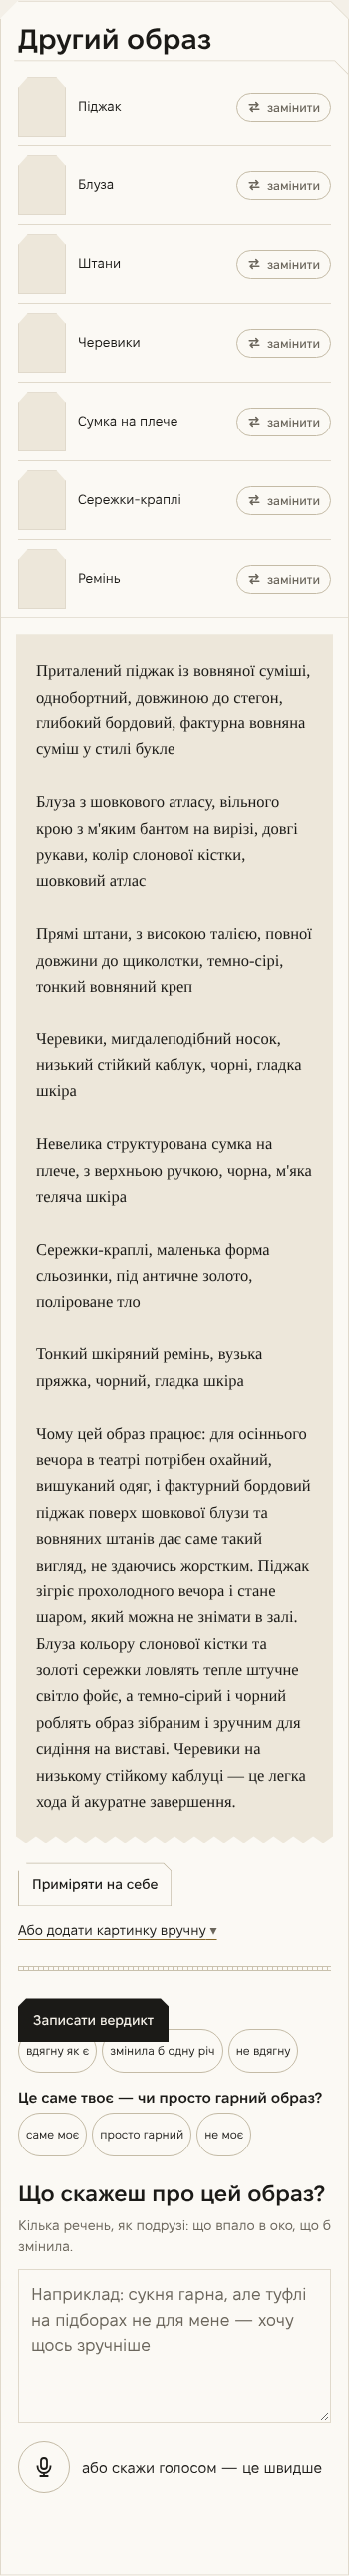 Другий образ
Піджак
⇄ замінити
Блуза
⇄ замінити
Штани
⇄ замінити
Черевики
⇄ замінити
Сумка на плече
⇄ замінити
Сережки-краплі
⇄ замінити
Ремінь
⇄ замінити
Приталений піджак із вовняної суміші,
однобортний, довжиною до стегон,
глибокий бордовий, фактурна вовняна
суміш у стилі букле
Блуза з шовкового атласу, вільного
крою з м'яким бантом на вирізі, довгі
рукави, колір слонової кістки,
шовковий атлас
Прямі штани, з високою талією, повної
довжини до щиколотки, темно-сірі,
тонкий вовняний креп
Черевики, мигдалеподібний носок,
низький стійкий каблук, чорні, гладка
шкіра
Невелика структурована сумка на
плече, з верхньою ручкою, чорна, м'яка
теляча шкіра
Сережки-краплі, маленька форма
сльозинки, під античне золото,
поліроване тло
Тонкий шкіряний ремінь, вузька
пряжка, чорний, гладка шкіра
Чому цей образ працює: для осіннього
вечора в театрі потрібен охайний,
вишуканий одяг, і фактурний бордовий
піджак поверх шовкової блузи та
вовняних штанів дає саме такий
вигляд, не здаючись жорстким. Піджак
зігріє прохолодного вечора і стане
шаром, який можна не знімати в залі.
Блуза кольору слонової кістки та
золоті сережки ловлять тепле штучне
світло фойє, а темно-сірий і чорний
роблять образ зібраним і зручним для
сидіння на виставі. Черевики на
низькому стійкому каблуці — це легка
хода й акуратне завершення.
Приміряти на себе
Або додати картинку вручну ▾
Записати вердикт
вдягну як є
змінила б одну річ
не вдягну
Це саме твоє — чи просто гарний образ?
саме моє
просто гарний
не моє
Що скажеш про цей образ?
Кілька речень, як подрузі: що впало в око, що б
змінила.
Наприклад: сукня гарна, але туфлі
на підборах не для мене — хочу
щось зручніше
або скажи голосом — це швидше